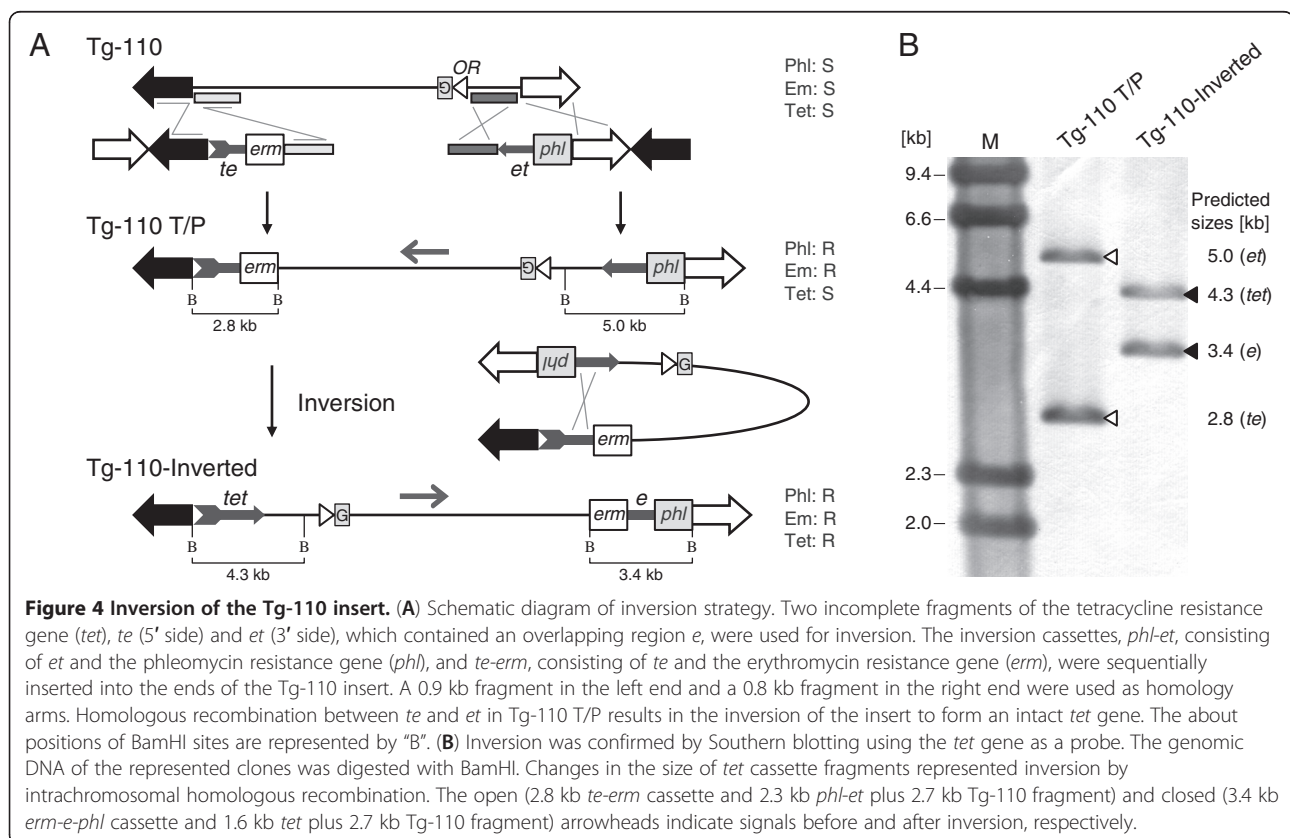 A
Tg-110
OR
G
Phl: S
Em: S
Tet: S
erm
te
et
phl
Tg-110 T/P
erm
G
phl
Phl: R
Em: R
Tet: S
B
B
B
B
2.8 kb
5.0 kb
Inversion
phl
G
erm
Tg-110-Inverted
tet
G
erm
e
phl
Phl: R
Em: R
Tet: R
B
B
B
B
4.3 kb
3.4 kb
B
[kb]
M
Tg-110 T/P
Tg-110-Inverted
9.4
6.6
4.4
2.3
2.0
Predicted
sizes [kb]
5.0 (et)
4.3 (tet)
3.4 (e)
2.8 (te)
Figure 4 Inversion of the Tg-110 insert. (A) Schematic diagram of inversion strategy. Two incomplete fragments of the tetracycline resistance
gene (tet), te (5′ side) and et (3′ side), which contained an overlapping region e, were used for inversion. The inversion cassettes, phl-et, consisting
of et and the phleomycin resistance gene (phl), and te-erm, consisting of te and the erythromycin resistance gene (erm), were sequentially
inserted into the ends of the Tg-110 insert. A 0.9 kb fragment in the left end and a 0.8 kb fragment in the right end were used as homology
arms. Homologous recombination between te and et in Tg-110 T/P results in the inversion of the insert to form an intact tet gene. The about
positions of BamHI sites are represented by “B”. (B) Inversion was confirmed by Southern blotting using the tet gene as a probe. The genomic
DNA of the represented clones was digested with BamHI. Changes in the size of tet cassette fragments represented inversion by
intrachromosomal homologous recombination. The open (2.8 kb te-erm cassette and 2.3 kb phl-et plus 2.7 kb Tg-110 fragment) and closed (3.4 kb
erm-e-phl cassette and 1.6 kb tet plus 2.7 kb Tg-110 fragment) arrowheads indicate signals before and after inversion, respectively.